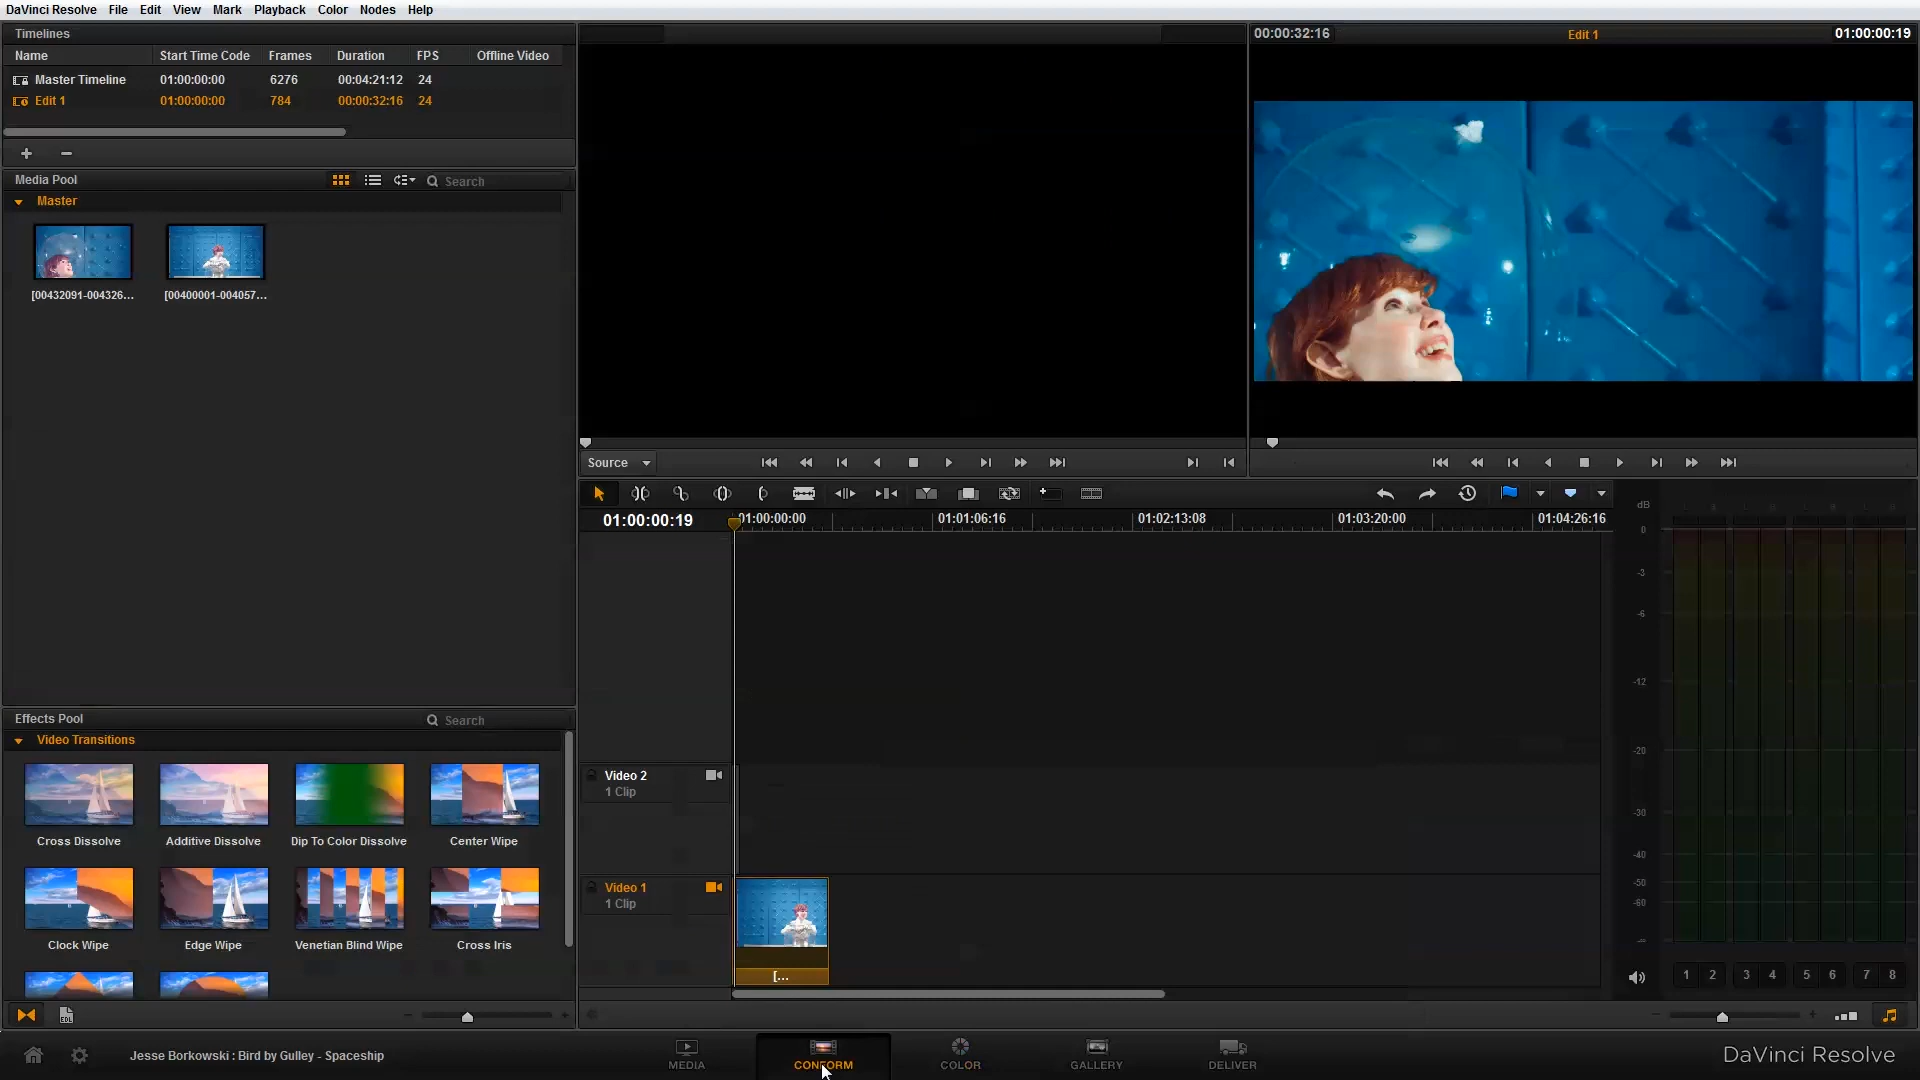 DaVinci Resolve File Edit View Mark Playback Color Nodes Help
Timelines
Name Start Time Code Frames Duration FPS Offline Video
Master Timeline 01:00:00:00 6276 00:04:21:12 24
Edit 1 01:00:00:00 784 00:00:32:16 24
Media Pool Search
Master
[00432091-004326... [00400001-004057...
00:00:32:16 Edit 1 01:00:00:19
Source
01:00:00:19 01:00:00:00 01:01:06:16 01:02:13:08 01:03:20:00 01:04:26:16
Video 2
1 Clip
Video 1
1 Clip
[...
dB
0
-3
-6
-12
-20
-30
-40
-50
-60
1 2 3 4 5 6 7 8
Effects Pool Search
Video Transitions
Cross Dissolve Additive Dissolve Dip To Color Dissolve Center Wipe
Clock Wipe Edge Wipe Venetian Blind Wipe Cross Iris
EDL
Jesse Borkowski : Bird by Gulley - Spaceship
MEDIA CONFORM COLOR GALLERY DELIVER
DaVinci Resolve